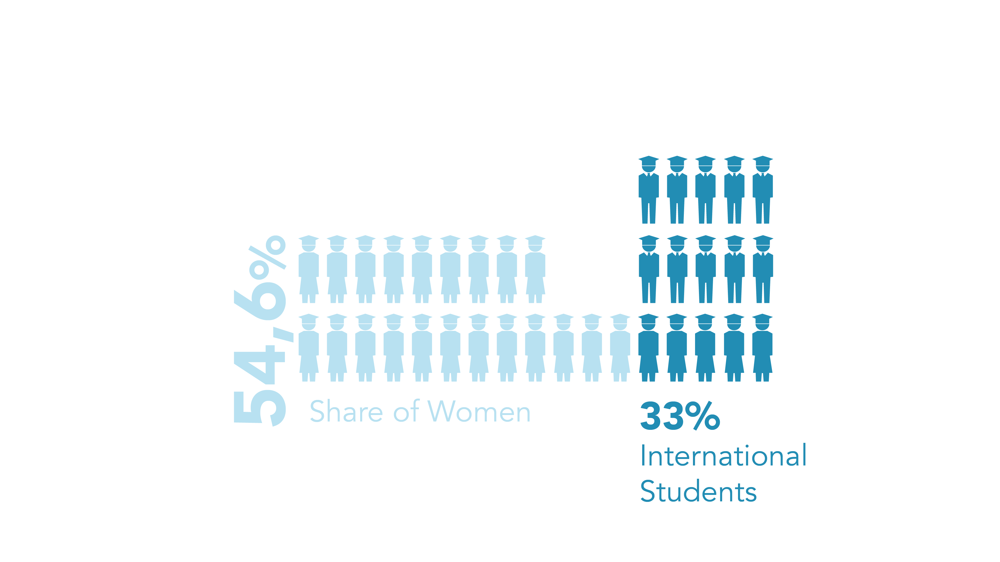 54,6%
Share of Women
33%
International
Students